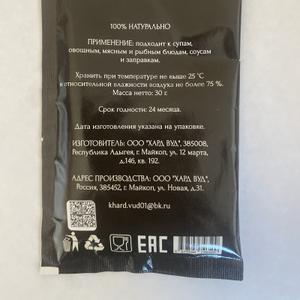 100% НАТУРАЛЬНО
ПРИМЕНЕНИЕ: подходит к супам,
овощным, мясным и рыбным блюдам, соусам
и заправкам.
Хранить при температуре не выше 25 °С
относительной влажности воздуха не более 75 %.
Масса нетто: 30 г.
Срок годности: 24 месяца.
Дата изготовления указана на упаковке.
ИЗГОТОВИТЕЛЬ: ООО "ХАРД ВУД", 385008,
Республика Адыгея, г. Майкоп, ул. 12 марта,
д.146, кв. 192.
АДРЕС ПРОИЗВОДСТВА: ООО "ХАРД ВУД",
Россия, 385452, г. Майкоп, ул. Новая, д.31.
khard.vud01@bk.ru
EAC